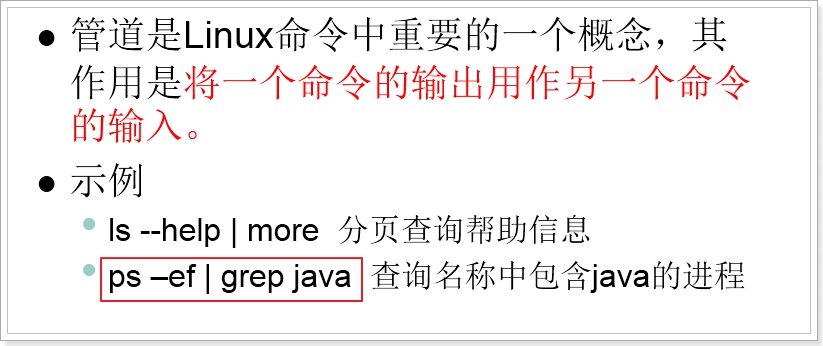 管道是Linux命令中重要的一个概念，其
作用是将一个命令的输出用作另一个命令
的输入。
示例
ls --help | more 分页查询帮助信息
ps –ef | grep java 查询名称中包含java的进程